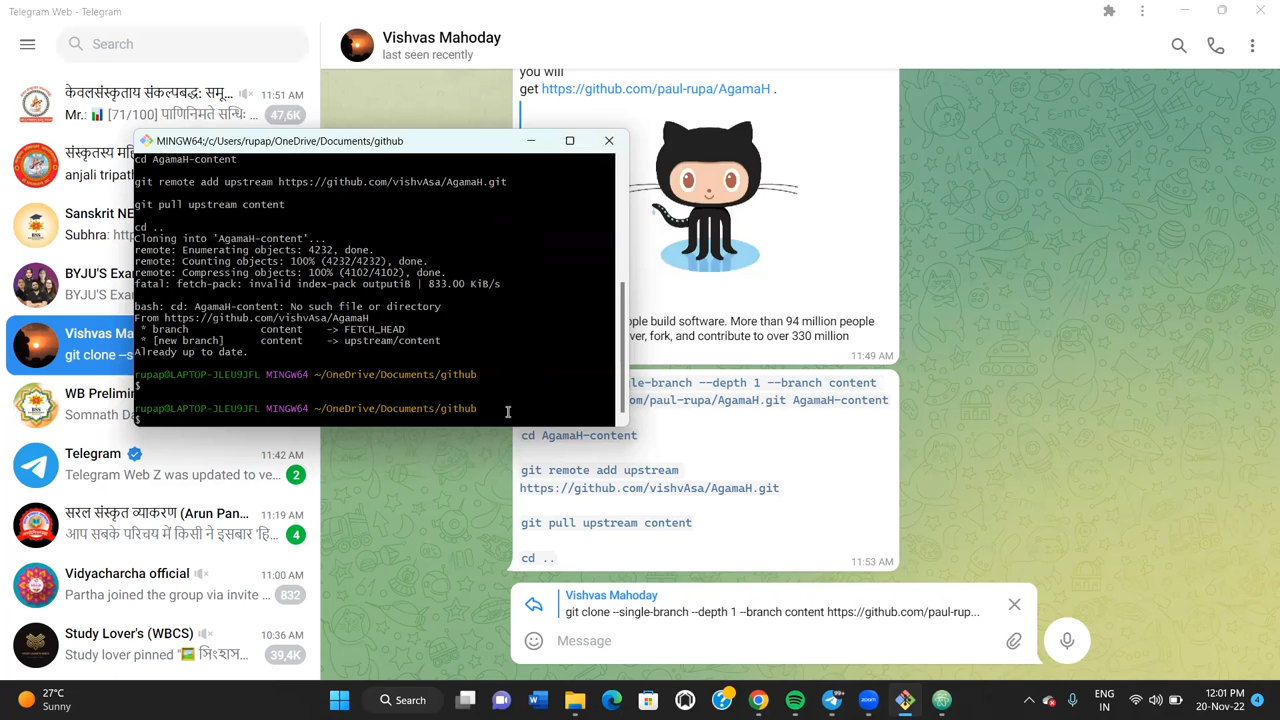 Telegram Web - Telegram
Search
केवलसंस्कृताय संकल्पबद्ध: समू... 11:51 AM
Mr.: 📊 [71/100] पाणिनिमते सन्धि: ... 47,6K
संस्कृतस्य
anjali tripat
Sanskrit NE
Subhra: http
BYJU'S Exa
BYJU'S EXA
Vishvas Ma
git clone --s
WB Prelimi
Somnath Da
Telegram 11:42 AM
Telegram Web Z was updated to ve... 2
सरल संस्कृत व्याकरण (Arun Pan... 11:19 AM
आप सबके परिचय में किसी ने इसबार 'हि... 4
Vidyacharcha official 11:00 AM
Partha joined the group via invite ... 832
Study Lover's (WBCS) 10:36 AM
Study lover pinned "सिंहास... 39,4K
MINGW64:/c/Users/rupap/OneDrive/Documents/github
cd AgamaH-content
git remote add upstream https://github.com/vishvAsa/AgamaH.git
git pull upstream content
cd ..
Cloning into 'AgamaH-content'...
remote: Enumerating objects: 4232, done.
remote: Counting objects: 100% (4232/4232), done.
remote: Compressing objects: 100% (4102/4102), done.
fatal: fetch-pack: invalid index-pack outputiB | 833.00 KiB/s
bash: cd: AgamaH-content: No such file or directory
From https://github.com/vishvAsa/AgamaH
* branch content -> FETCH_HEAD
* [new branch] content -> upstream/content
Already up to date.
rupap@LAPTOP-JLEU9JFL MINGW64 ~/OneDrive/Documents/github
$
rupap@LAPTOP-JLEU9JFL MINGW64 ~/OneDrive/Documents/github
$
Vishvas Mahoday
last seen recently
you will
get https://github.com/paul-rupa/AgamaH .
ple build software. More than 94 million people
ver, fork, and contribute to over 330 million
11:49 AM
gle-branch --depth 1 --branch content
om/paul-rupa/AgamaH.git AgamaH-content
cd AgamaH-content
git remote add upstream
https://github.com/vishvAsa/AgamaH.git
git pull upstream content
cd ..
11:53 AM
Vishvas Mahoday
git clone --single-branch --depth 1 --branch content https://github.com/paul-rup...
Message
27°C
Sunny
Search
99+
zoom
ENG
IN
12:01 PM
20-Nov-22
4